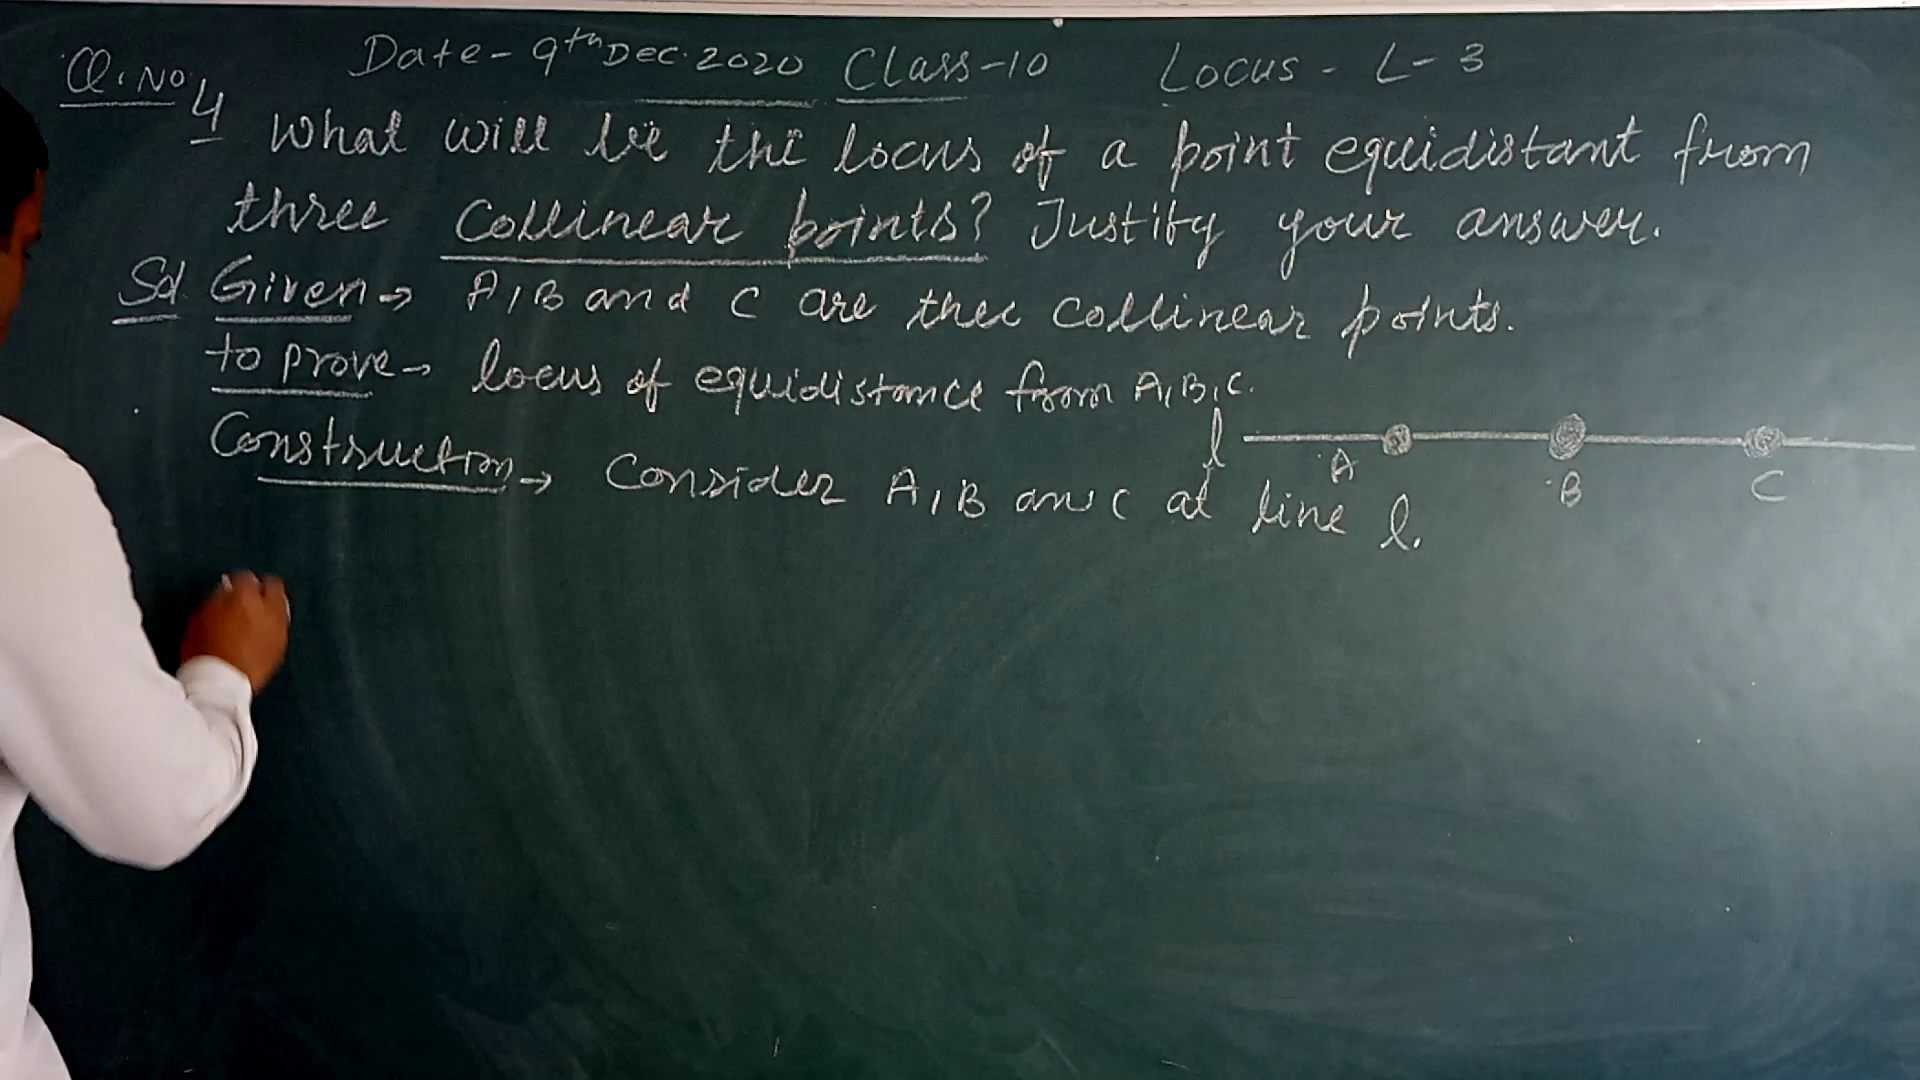 Q.No 4 Date - 9th Dec. 2020 Class - 10 Locus - L - 3
What will be the locus of a point equidistant from
three Collinear points? Justify your answer.
Sol Given → A, B and C are thee Collinear points.
to prove → locus of equidistance from A, B, C.
l A B C
Construction → Consider A, B and C at line l.